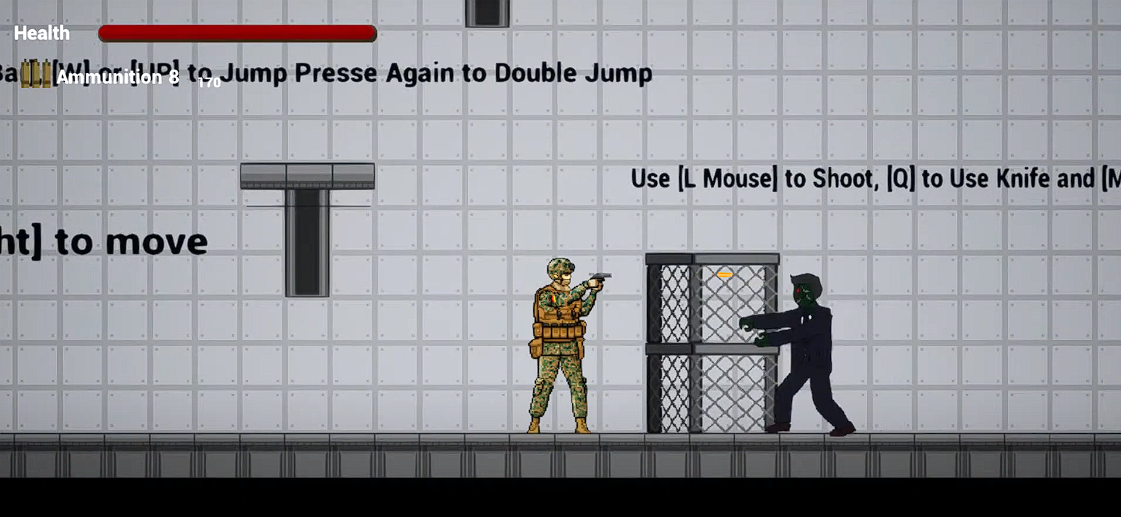 Health
Ammunition 8
170
Ba [W] or [UP] to Jump Presse Again to Double Jump
Use [L Mouse] to Shoot, [Q] to Use Knife and [M
ht] to move